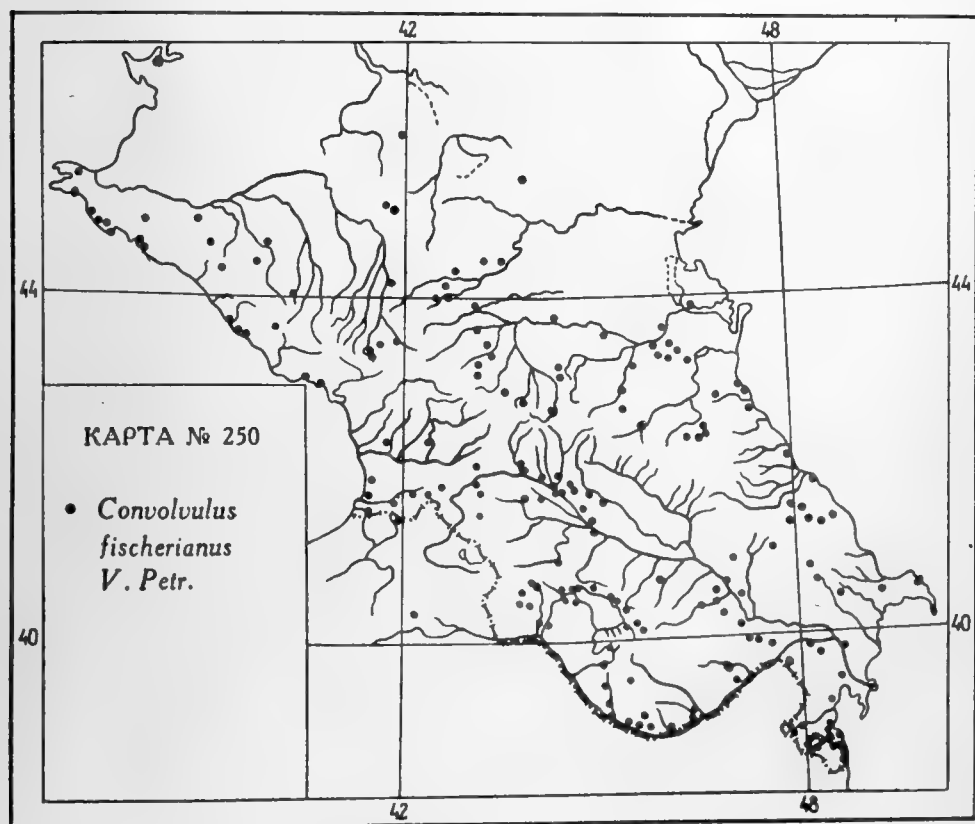 42 48
44 44
КАРТА № 250
Convolvulus
fischerianus
V. Petr.
40 40
42 48